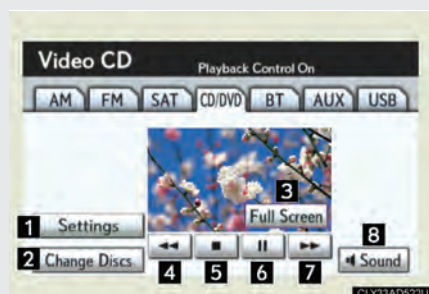 Video CD
Playback Control On
AM FM SAT CD/DVD BT AUX USB
3
Full Screen
1 Settings
8
2 Change Discs
Sound
4 5 6 7